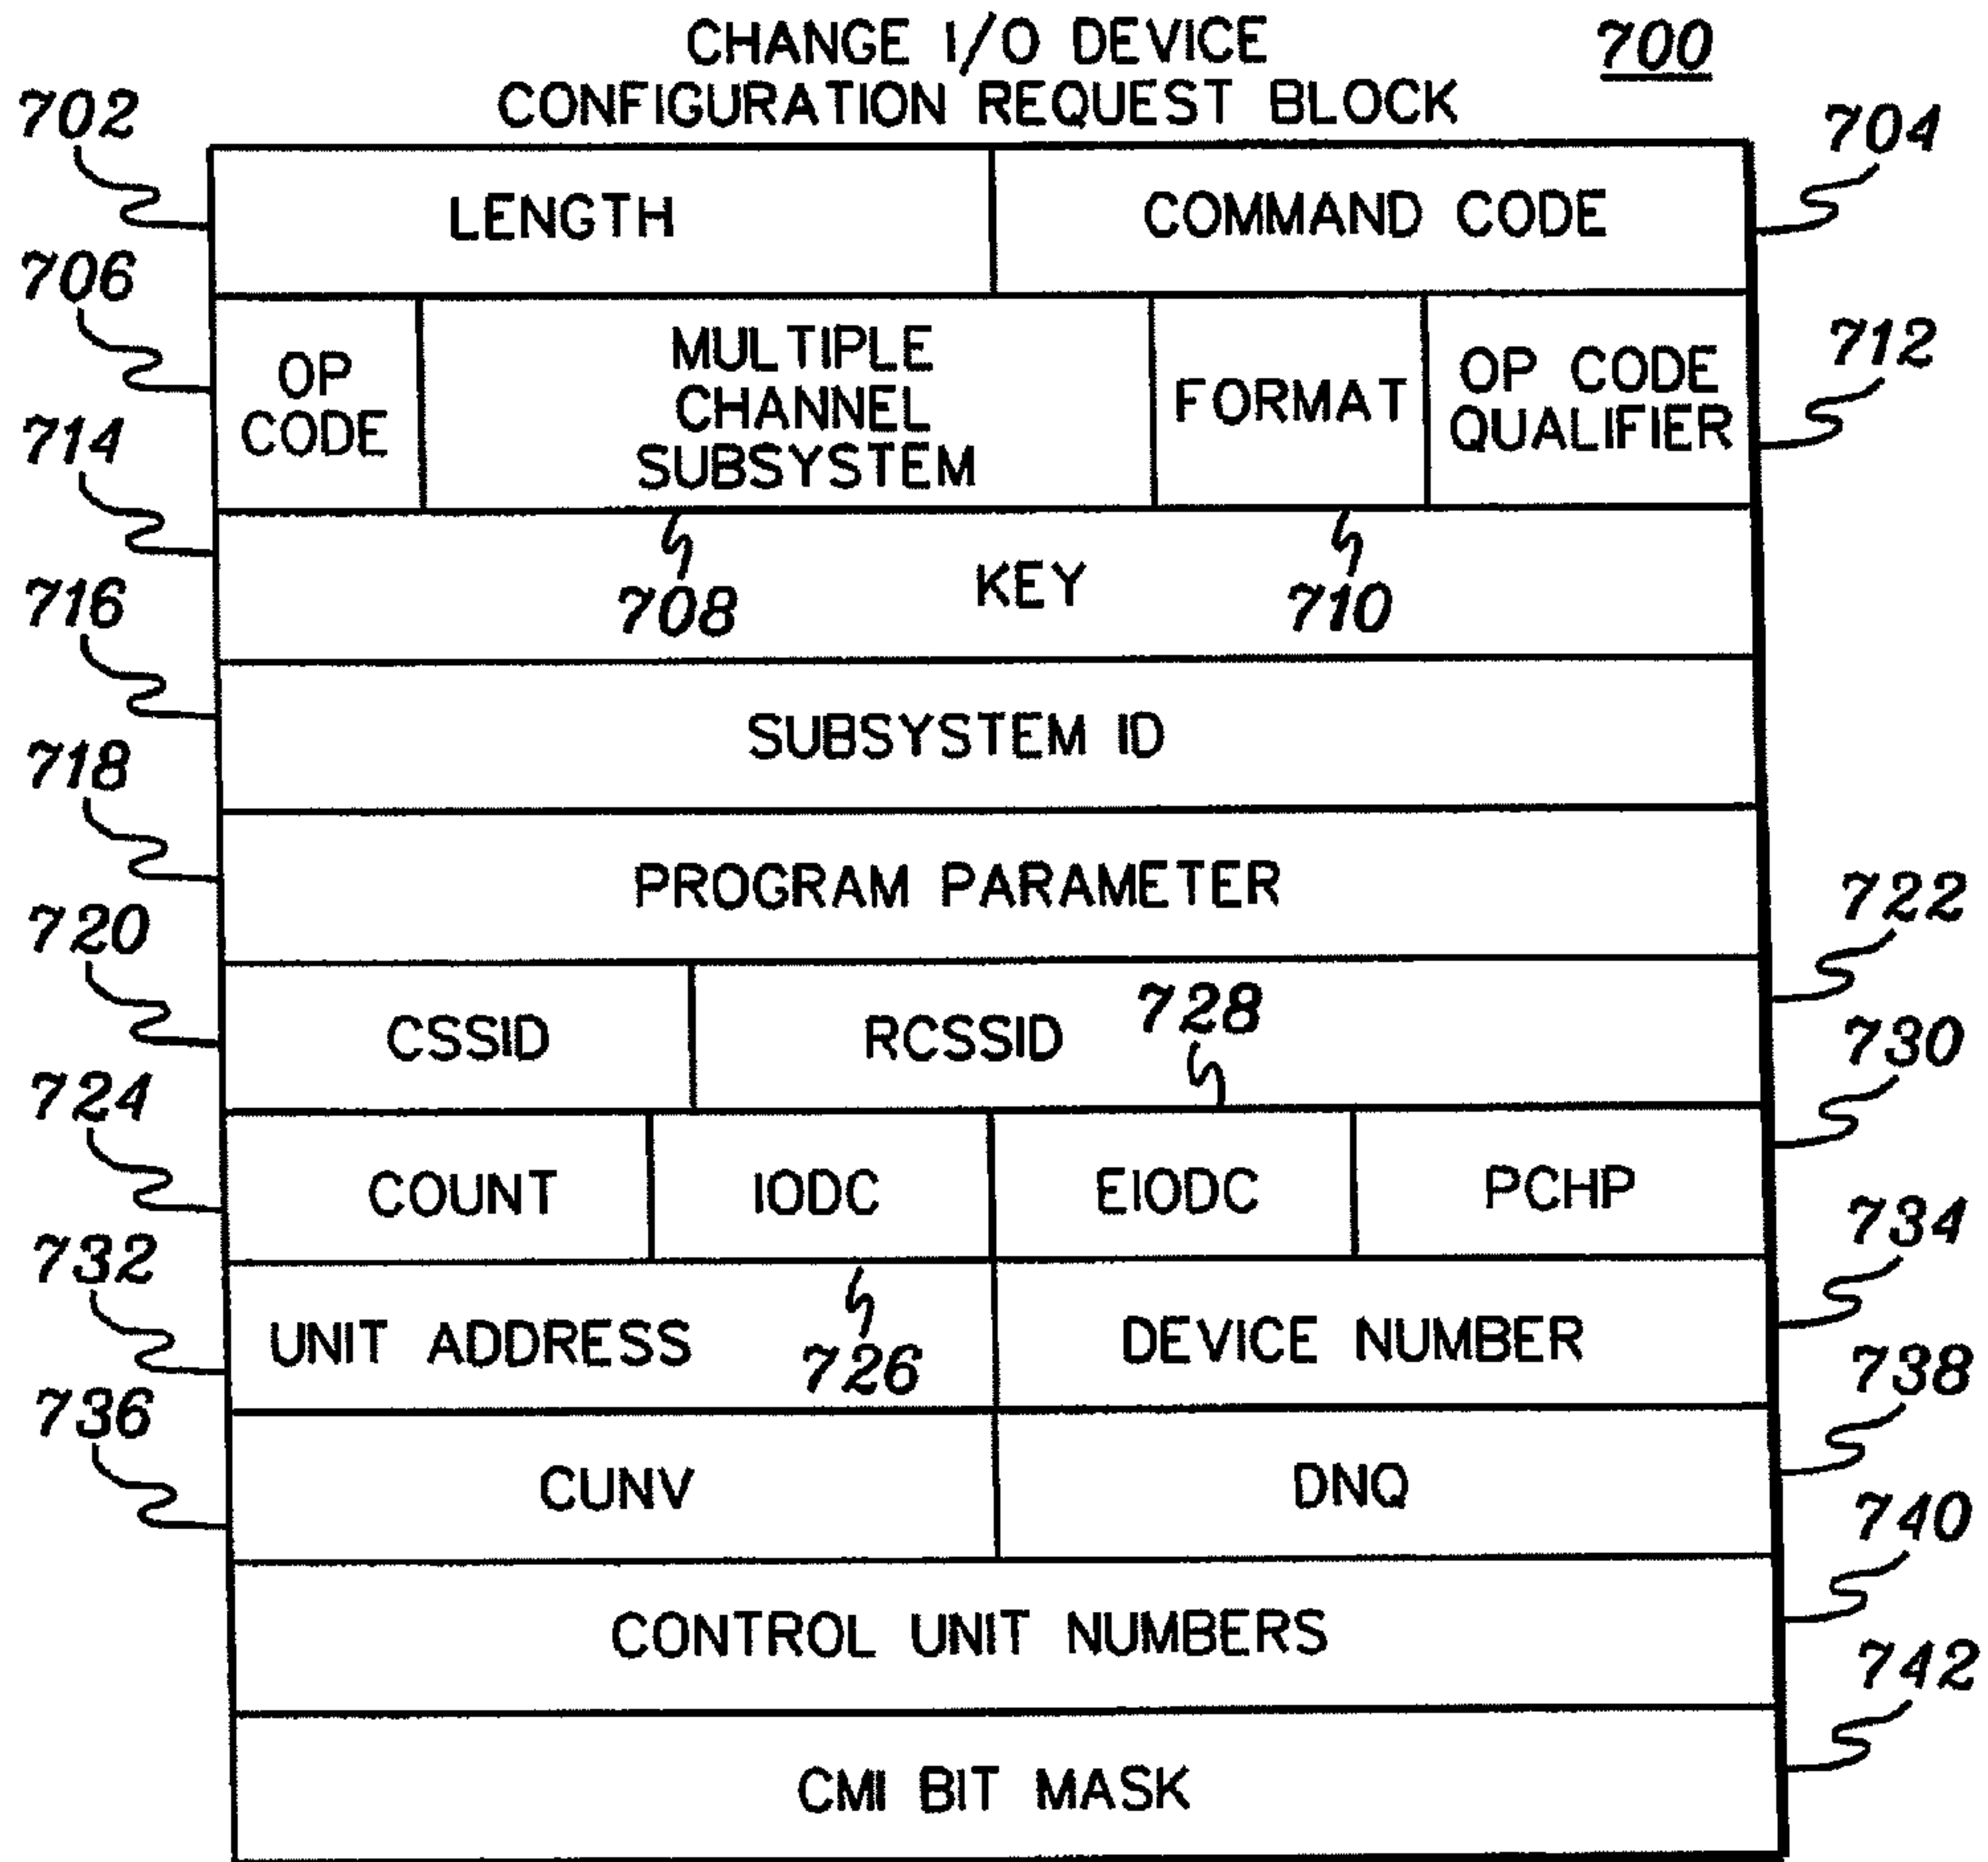 CHANGE I/O DEVICE
700
CONFIGURATION REQUEST BLOCK
702
704
LENGTH
COMMAND CODE
706
OP
CODE
MULTIPLE
CHANNEL
SUBSYSTEM
FORMAT
OP CODE
QUALIFIER
712
714
KEY
708
710
716
SUBSYSTEM ID
718
PROGRAM PARAMETER
720
722
CSSID
RCSSID
728
724
730
COUNT
IODC
EIODC
PCHP
732
734
UNIT ADDRESS
726
DEVICE NUMBER
736
738
CUNV
DNQ
740
CONTROL UNIT NUMBERS
742
CMI BIT MASK